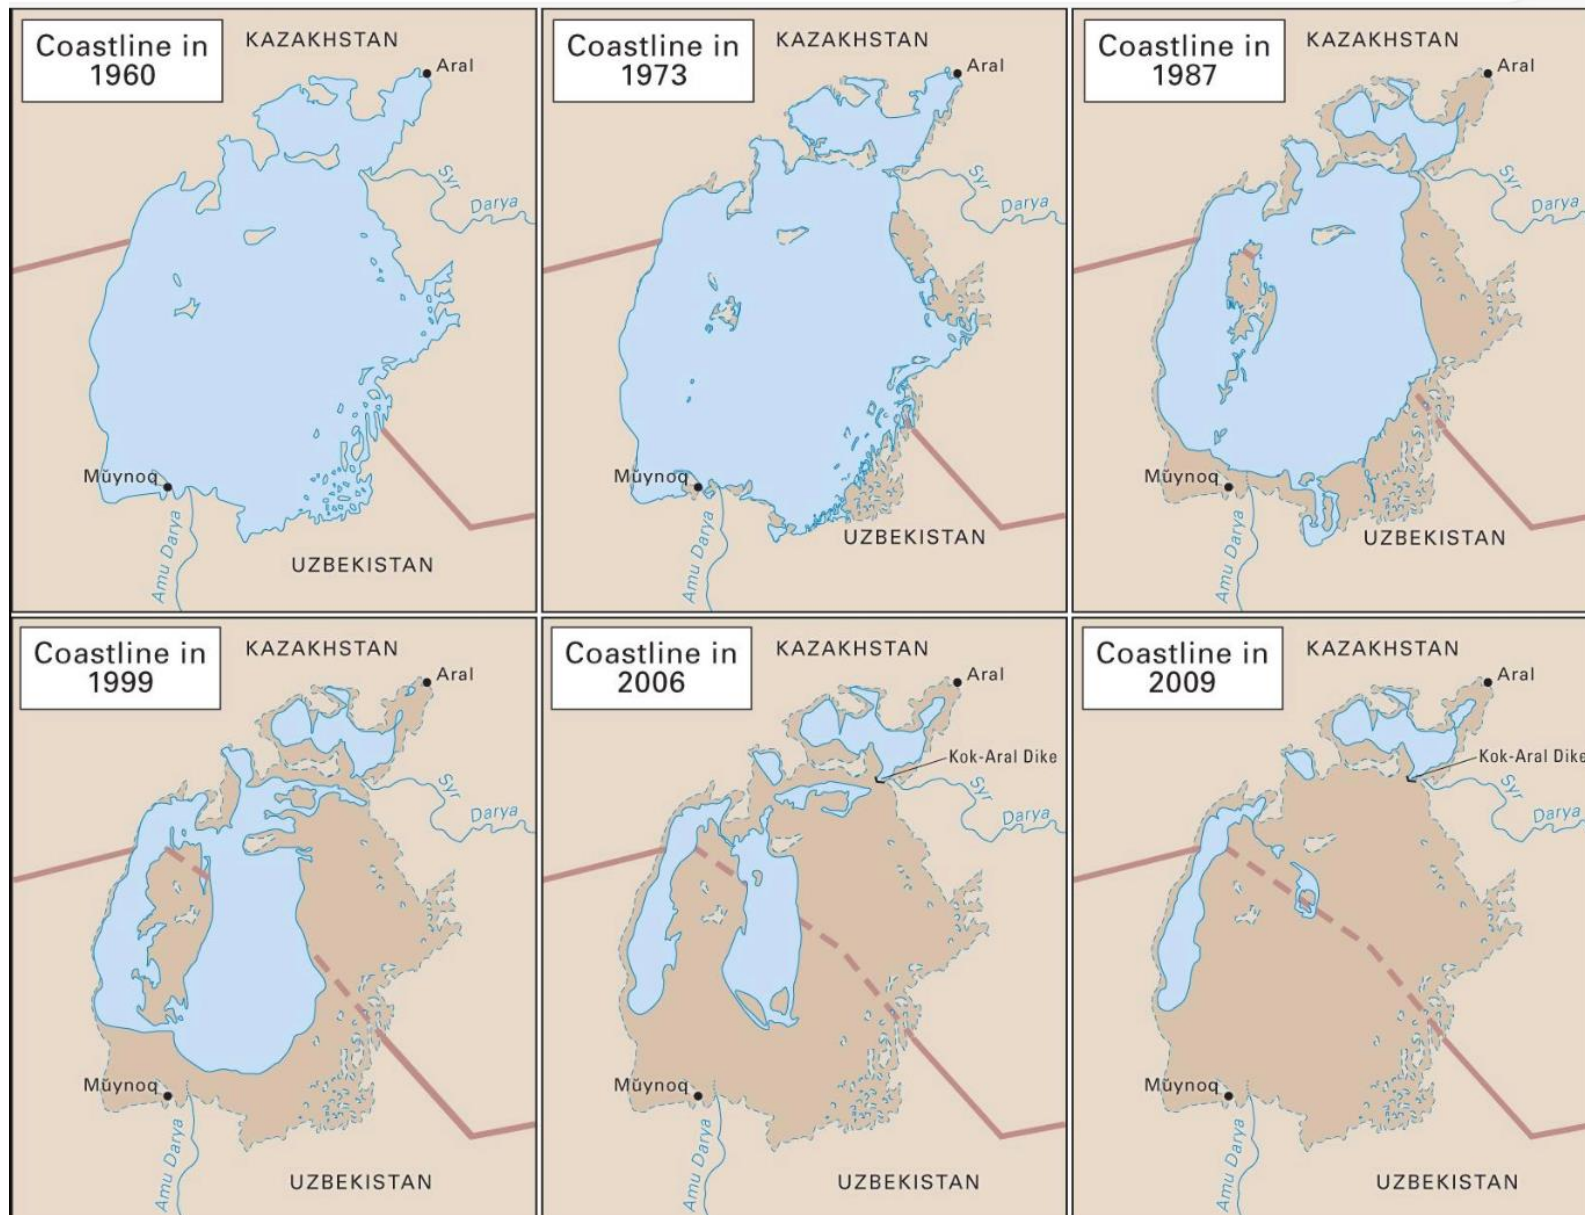 Coastline in
1960
KAZAKHSTAN
Aral
Syr
Darya
Mŭynoq
Amu Darya
UZBEKISTAN
Coastline in
1973
KAZAKHSTAN
Aral
Syr
Darya
Mŭynoq
Amu Darya
UZBEKISTAN
Coastline in
1987
KAZAKHSTAN
Aral
Syr
Darya
Mŭynoq
Amu Darya
UZBEKISTAN
Coastline in
1999
KAZAKHSTAN
Aral
Syr
Darya
Mŭynoq
Amu Darya
UZBEKISTAN
Coastline in
2006
KAZAKHSTAN
Aral
Kok-Aral Dike
Syr
Darya
Mŭynoq
Amu Darya
UZBEKISTAN
Coastline in
2009
KAZAKHSTAN
Aral
Kok-Aral Dike
Syr
Darya
Mŭynoq
Amu Darya
UZBEKISTAN